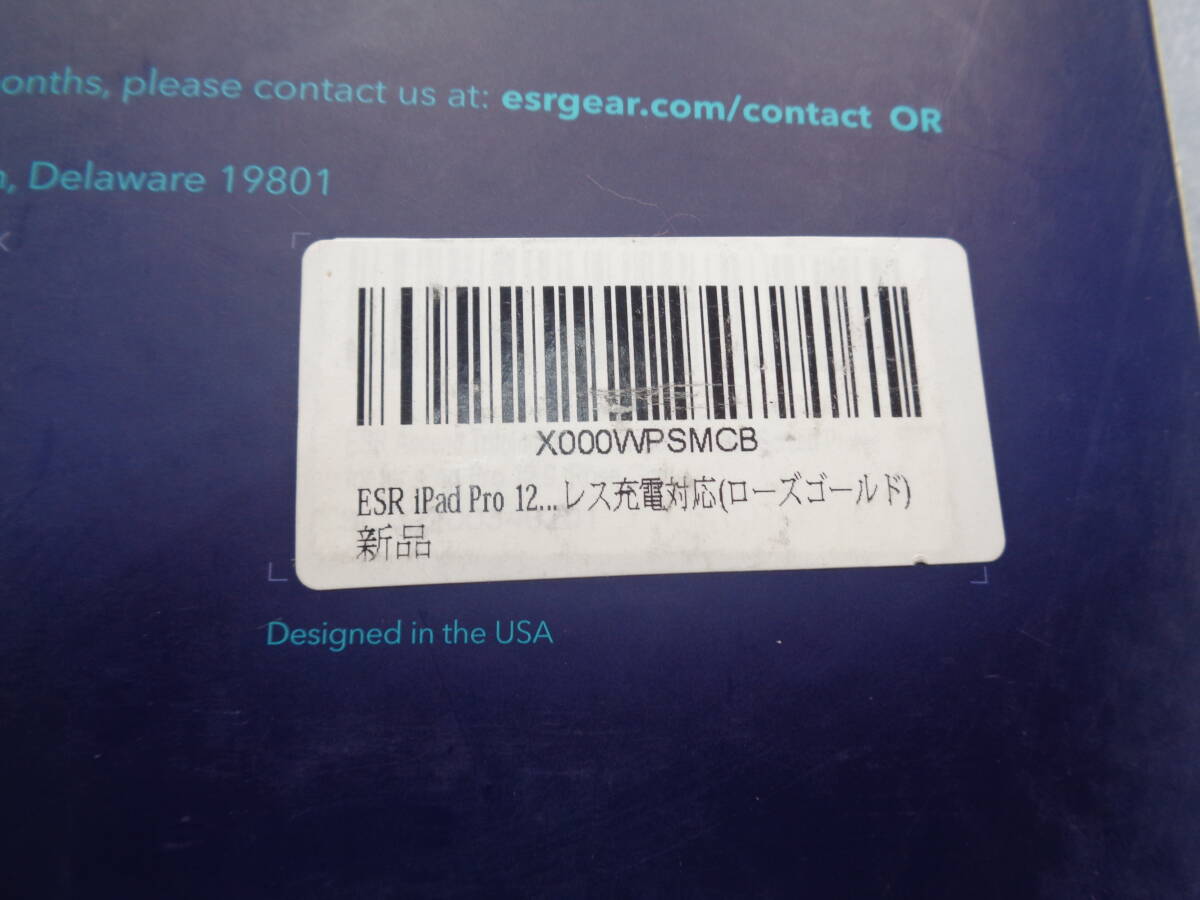 onths, please contact us at: esrgear.com/contact OR
, Delaware 19801
X000WPSMCB
ESR iPad Pro 12...レス充電対応(ローズゴールド)
新品
Designed in the USA